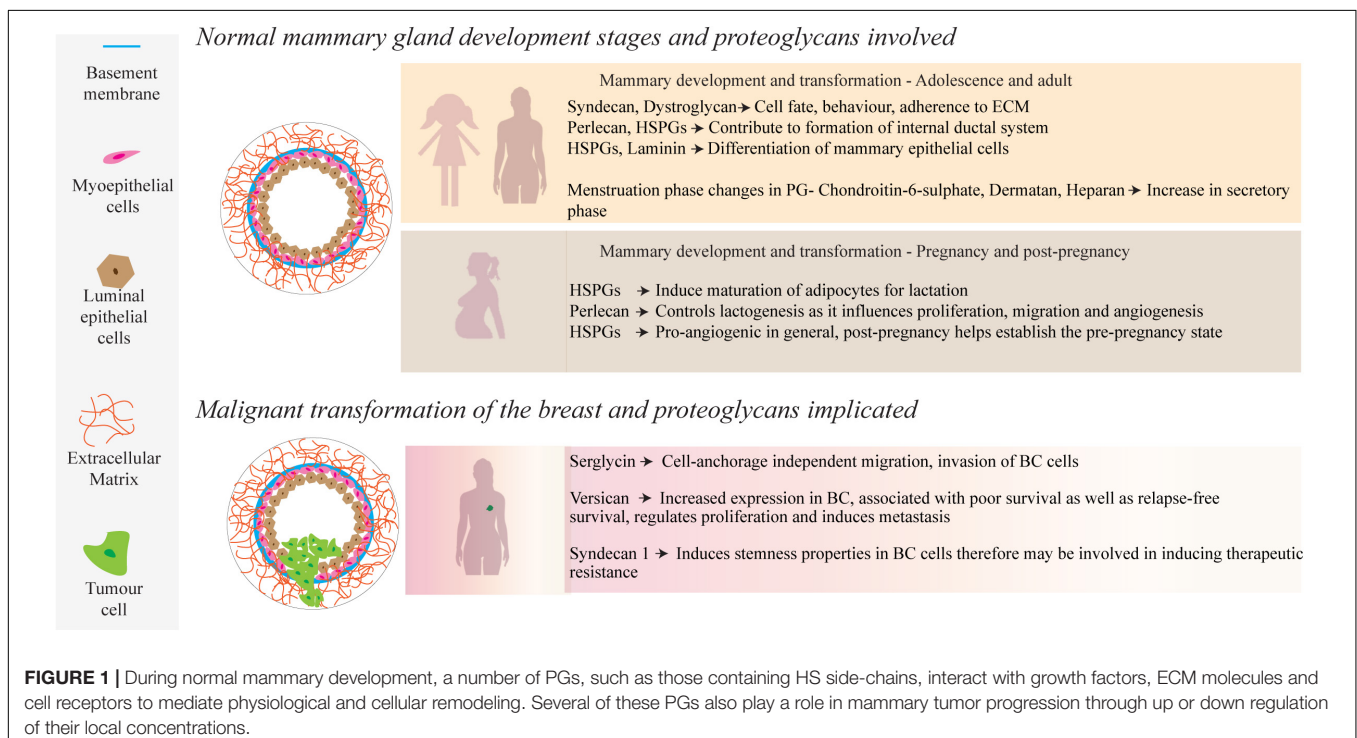 Normal mammary gland development stages and proteoglycans involved
Basement
membrane
Myoepithelial
cells
Luminal
epithelial
cells
Extracellular
Matrix
Tumour
cell
Mammary development and transformation - Adolescence and adult
Syndecan, Dystroglycan➔ Cell fate, behaviour, adherence to ECM
Perlecan, HSPGs ➔ Contribute to formation of internal ductal system
HSPGs, Laminin ➔ Differentiation of mammary epithelial cells
Menstruation phase changes in PG- Chondroitin-6-sulphate, Dermatan, Heparan ➔ Increase in secretory
phase
Mammary development and transformation - Pregnancy and post-pregnancy
HSPGs ➔ Induce maturation of adipocytes for lactation
Perlecan ➔ Controls lactogenesis as it influences proliferation, migration and angiogenesis
HSPGs ➔ Pro-angiogenic in general, post-pregnancy helps establish the pre-pregnancy state
Malignant transformation of the breast and proteoglycans implicated
Serglycin ➔ Cell-anchorage independent migration, invasion of BC cells
Versican ➔ Increased expression in BC, associated with poor survival as well as relapse-free
survival, regulates proliferation and induces metastasis
Syndecan 1 ➔ Induces stemness properties in BC cells therefore may be involved in inducing therapeutic
resistance
FIGURE 1 | During normal mammary development, a number of PGs, such as those containing HS side-chains, interact with growth factors, ECM molecules and
cell receptors to mediate physiological and cellular remodeling. Several of these PGs also play a role in mammary tumor progression through up or down regulation
of their local concentrations.